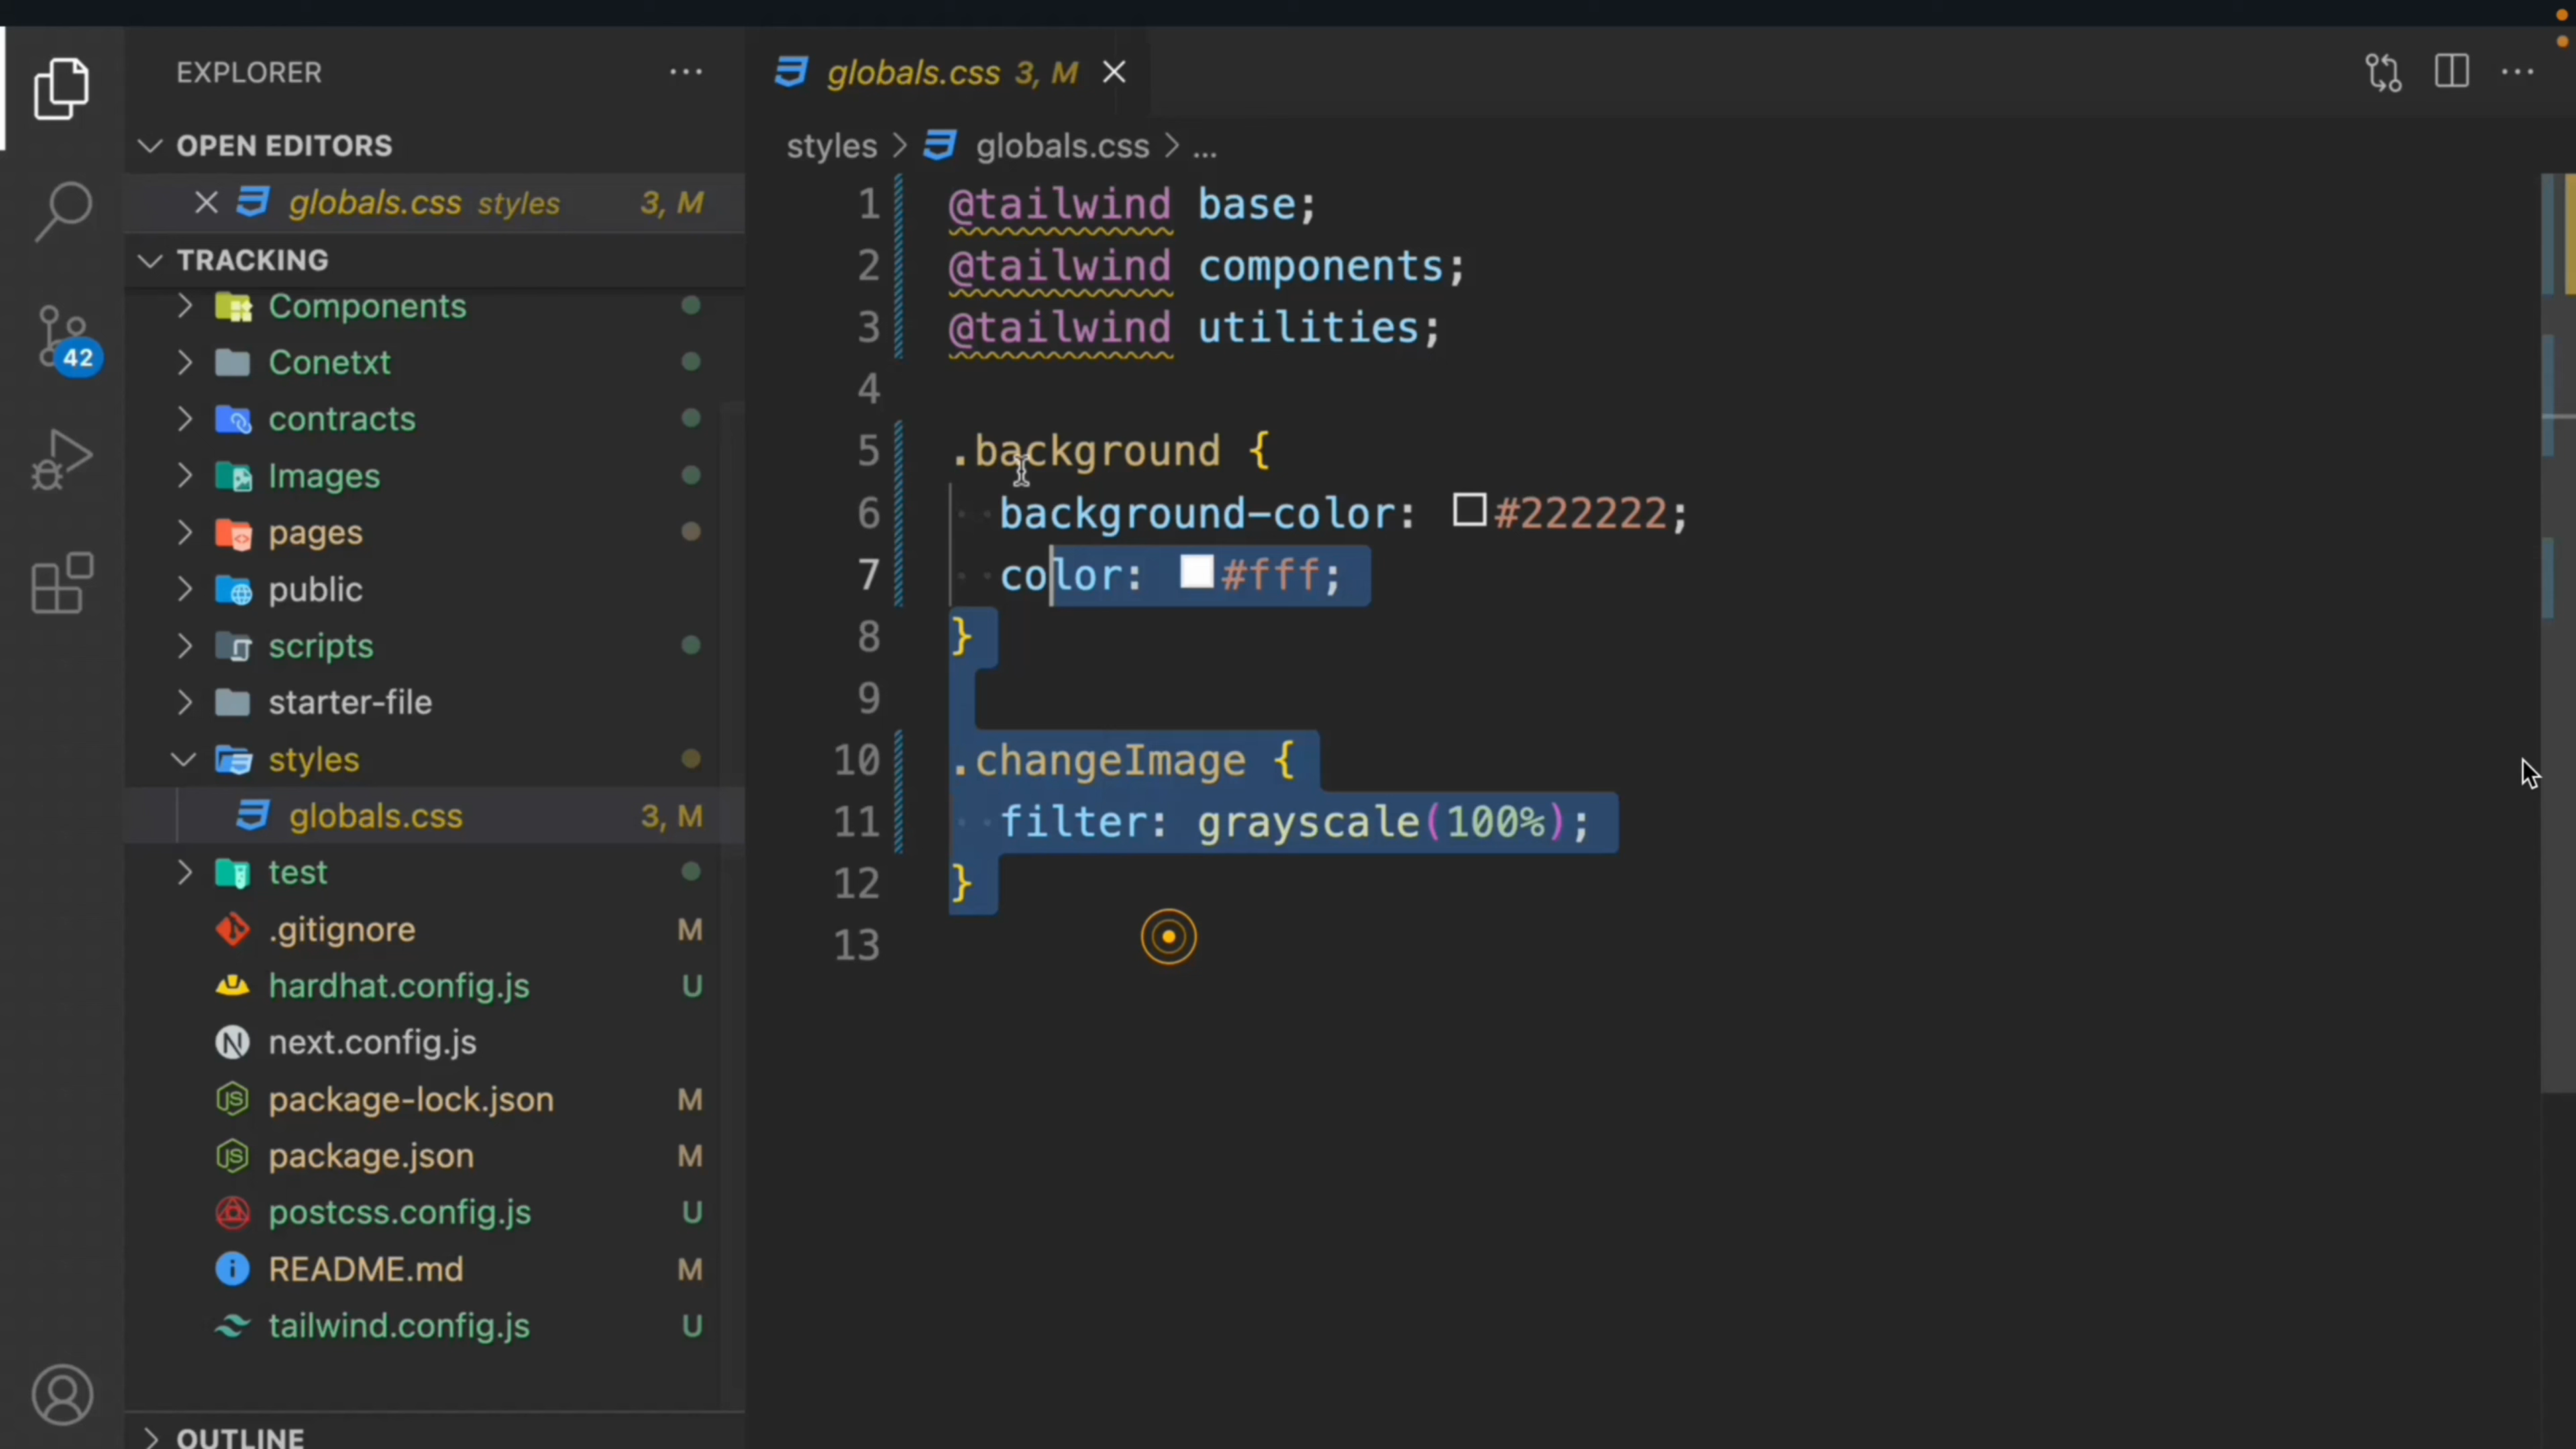 EXPLORER
OPEN EDITORS
globals.css styles 3, M
TRACKING
Components
Conetxt
contracts
Images
pages
public
scripts
starter-file
styles
globals.css 3, M
test
.gitignore M
hardhat.config.js U
next.config.js
package-lock.json M
package.json M
postcss.config.js U
README.md M
tailwind.config.js U
OUTLINE
42
globals.css 3, M
styles > globals.css > ...
1 @tailwind base;
2 @tailwind components;
3 @tailwind utilities;
4
5 .background {
6 background-color: #222222;
7 color: #fff;
8 }
9
10 .changeImage {
11 filter: grayscale(100%);
12 }
13